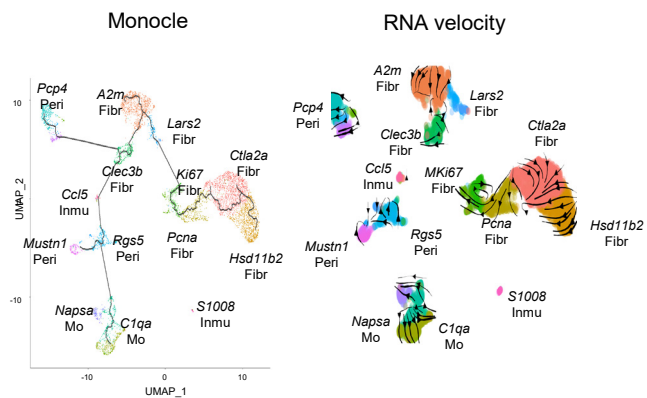 Monocle
RNA velocity
Pcp4
Peri
A2m
Fibr
Lars2
Fibr
Clec3b
Fibr
Ki67
Fibr
Ctla2a
Fibr
Ccl5
Inmu
Mustn1
Peri
Rgs5
Peri
Pcna
Fibr
Hsd11b2
Fibr
Napsa
Mo
C1qa
Mo
S1008
Inmu
10
-10
UMAP_2
-10
0
10
UMAP_1
A2m
Fibr
Lars2
Fibr
Pcp4
Peri
Clec3b
Fibr
Ctla2a
Fibr
Ccl5
Inmu
MKi67
Fibr
Mustn1
Peri
Rgs5
Peri
Pcna
Fibr
Hsd11b2
Fibr
Napsa
Mo
C1qa
Mo
S1008
Inmu